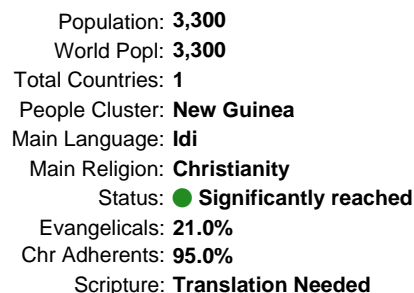 Population: 3,300
World Popl: 3,300
Total Countries: 1
People Cluster: New Guinea
Main Language: Idi
Main Religion: Christianity
Status: Significantly reached
Evangelicals: 21.0%
Chr Adherents: 95.0%
Scripture: Translation Needed